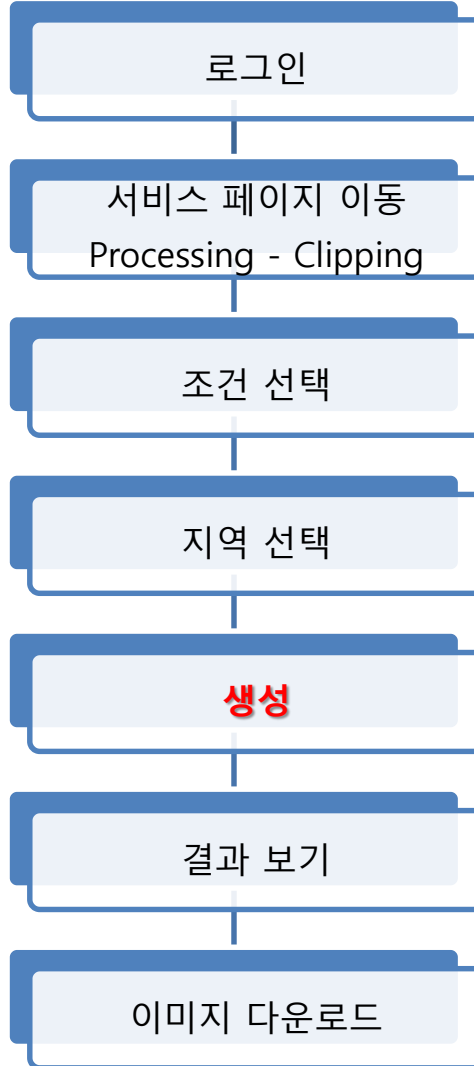 로그인
서비스 페이지 이동
Processing - Clipping
조건 선택
지역 선택
생성
결과 보기
이미지 다운로드